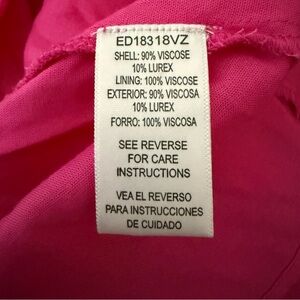 ED18318VZ
SHELL: 90% VISCOSE
10% LUREX
LINING: 100% VISCOSE
EXTERIOR: 90% VISCOSA
10% LUREX
FORRO: 100% VISCOSA
SEE REVERSE
FOR CARE
INSTRUCTIONS
VEA EL REVERSO
PARA INSTRUCCIONES
DE CUIDADO